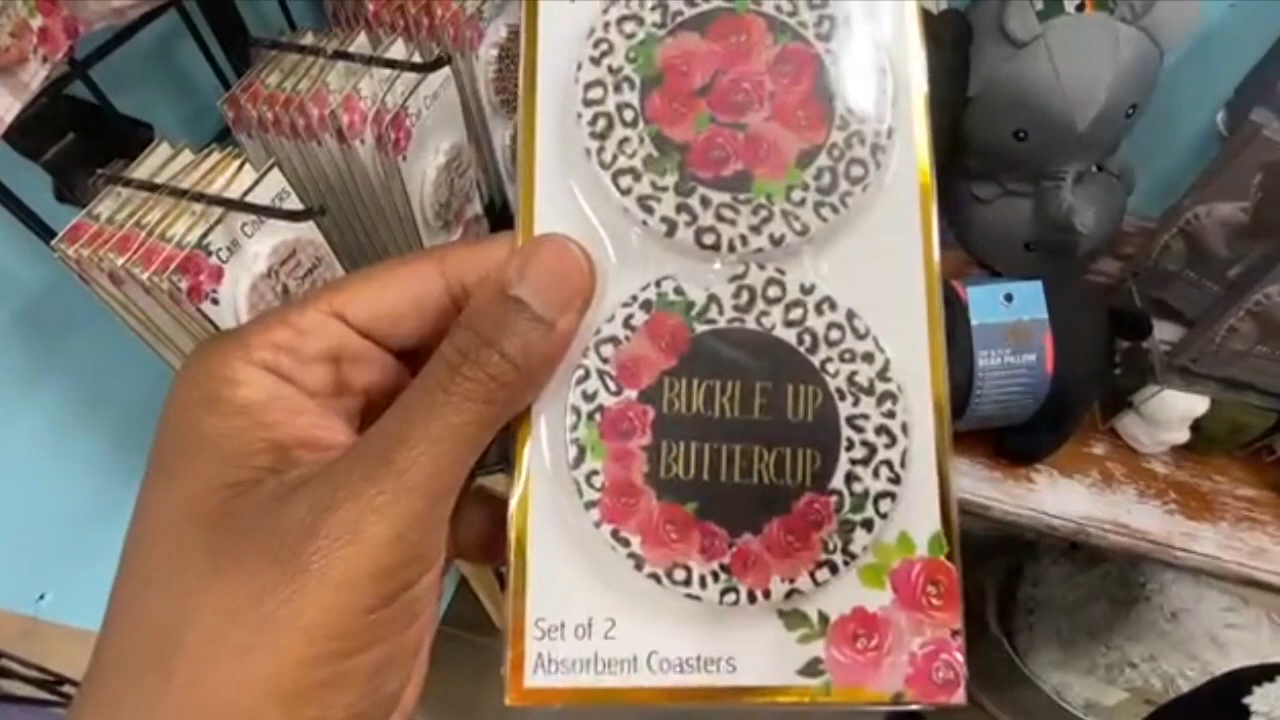 CAR COASTERS
BUCKLE UP
BUTTERCUP
Set of 2
Absorbent Coasters
BEAR PILLOW